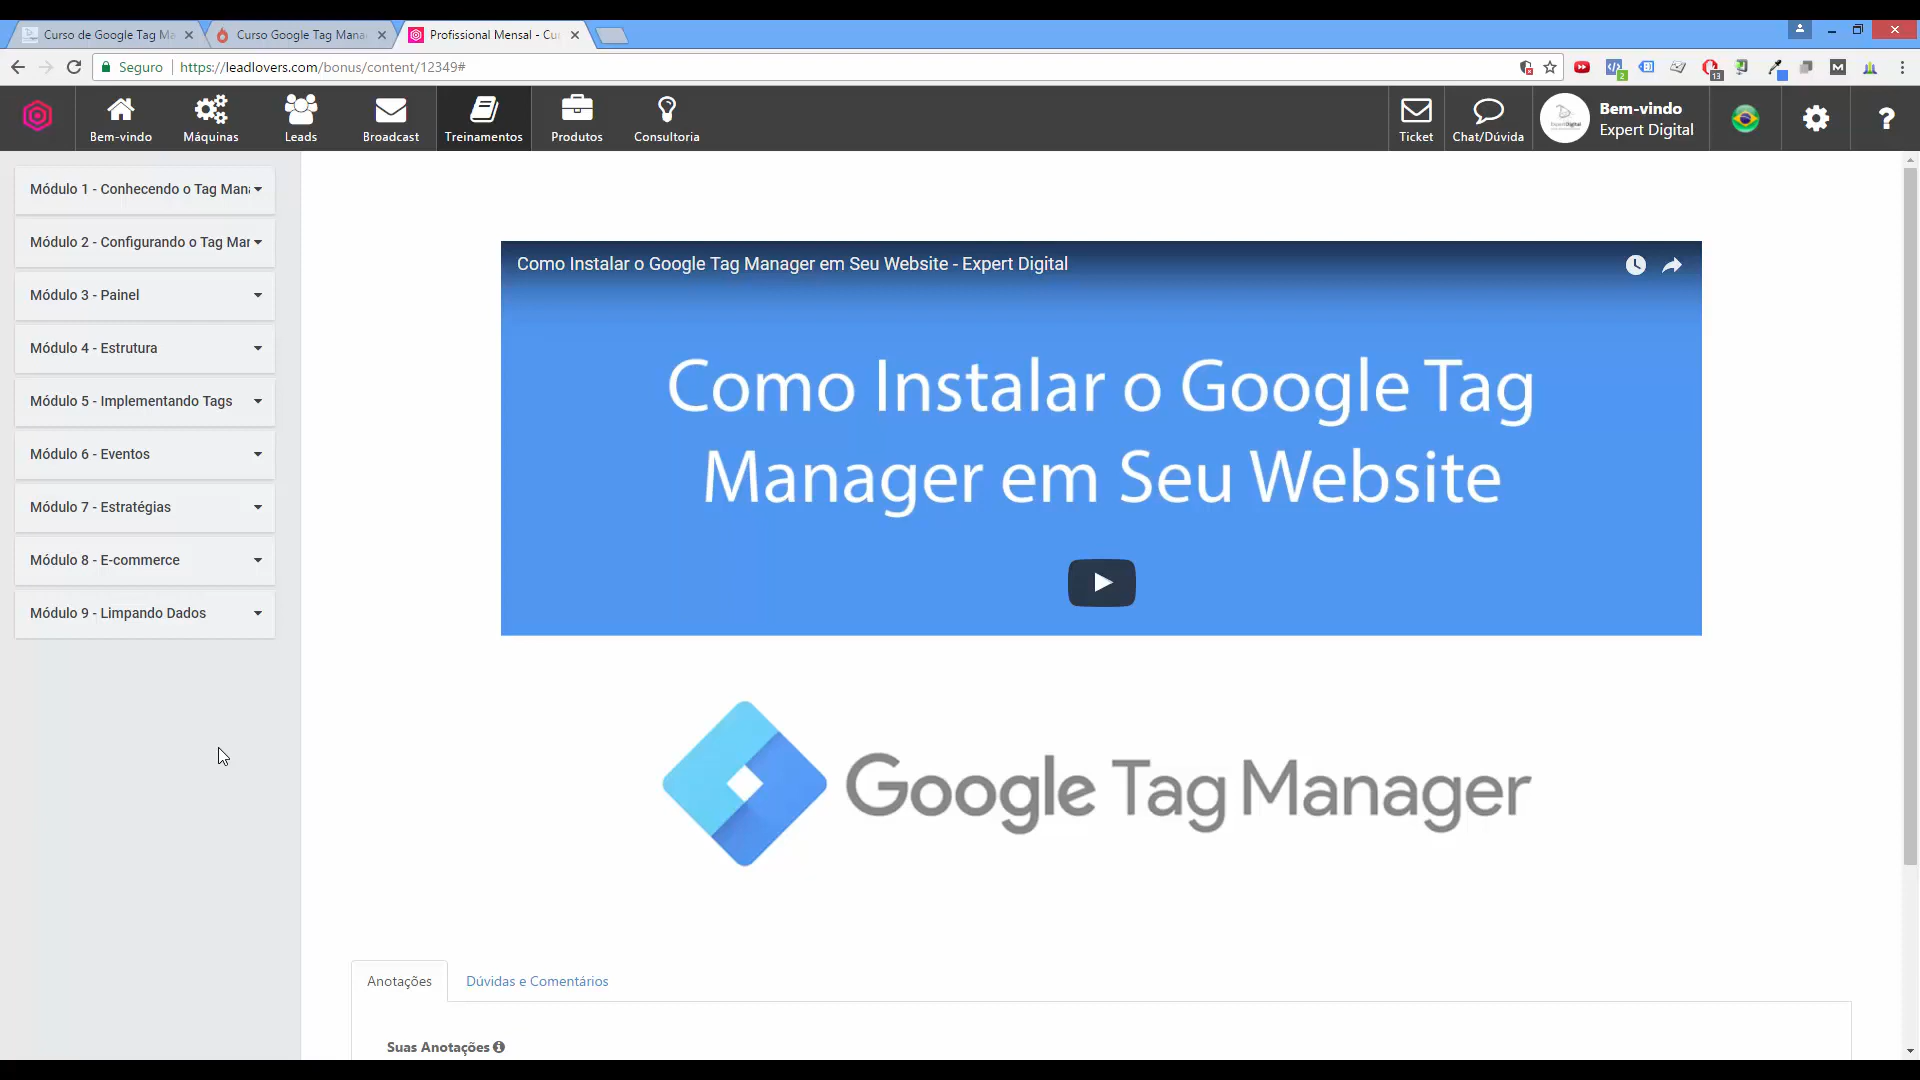 Curso de Google Tag Ma
Curso Google Tag Mana
Profissional Mensal - Cu
Seguro
https://leadlovers.com/bonus/content/12349#
2
13
M
Bem-vindo
Máquinas
Leads
Broadcast
Treinamentos
Produtos
Consultoria
Ticket
Chat/Dúvida
Bem-vindo
Expert Digital
?
Módulo 1 - Conhecendo o Tag Mana
Módulo 2 - Configurando o Tag Mar
Módulo 3 - Painel
Módulo 4 - Estrutura
Módulo 5 - Implementando Tags
Módulo 6 - Eventos
Módulo 7 - Estratégias
Módulo 8 - E-commerce
Módulo 9 - Limpando Dados
Como Instalar o Google Tag Manager em Seu Website - Expert Digital
Como Instalar o Google Tag
Manager em Seu Website
Google Tag Manager
Anotações
Dúvidas e Comentários
Suas Anotações